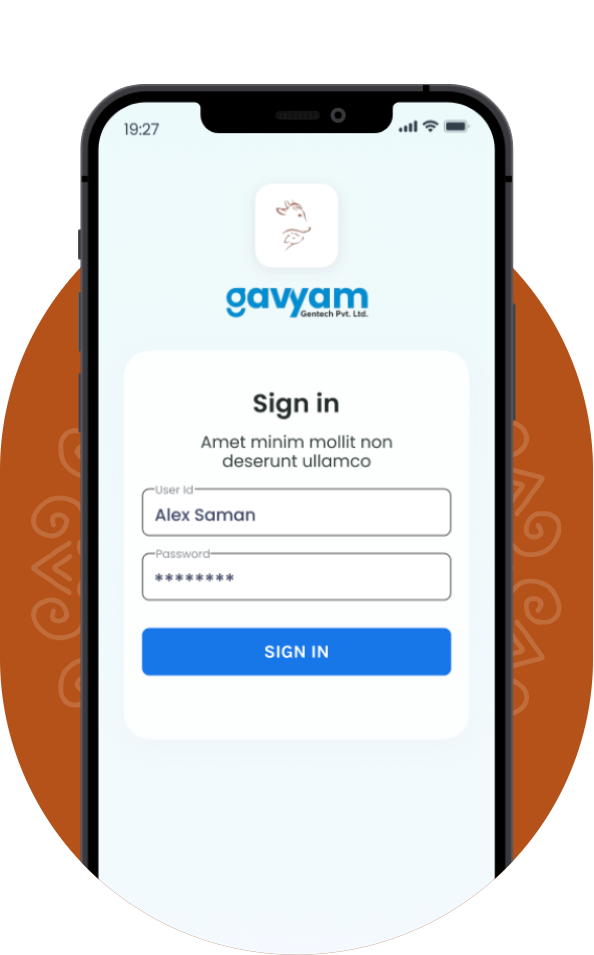 19:27
gavyam
Gentech Pvt. Ltd.
Sign in
Amet minim mollit non
deserunt ullamco
User Id
Alex Saman
Password
********
SIGN IN